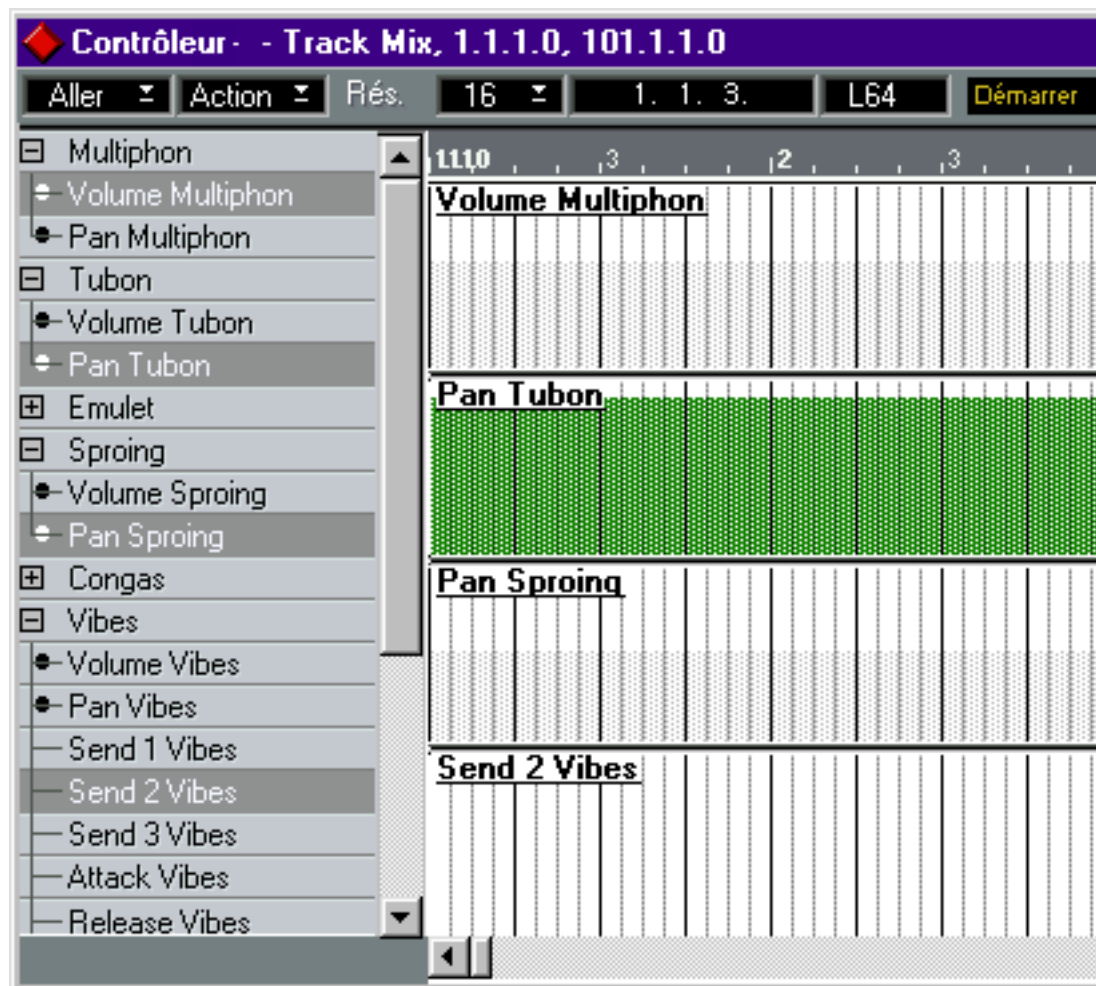 Contrôleur - - Track Mix, 1.1.1.0, 101.1.1.0
Aller Action Rés. 16 1. 1. 3. L64 Démarrer
Multiphon
Volume Multiphon
Pan Multiphon
Tubon
Volume Tubon
Pan Tubon
Emulet
Sproing
Volume Sproing
Pan Sproing
Congas
Vibes
Volume Vibes
Pan Vibes
Send 1 Vibes
Send 2 Vibes
Send 3 Vibes
Attack Vibes
Release Vibes
1.1.1.0 3 2 3
Volume Multiphon
Pan Tubon
Pan Sproing
Send 2 Vibes